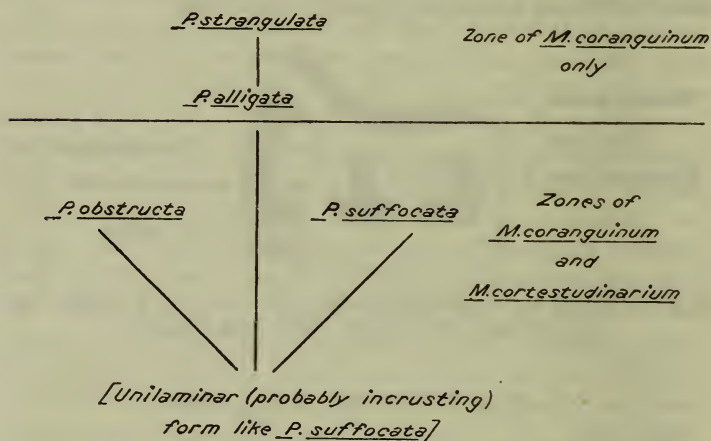 P. strangulata
Zone of M. coranguinum
only
P. alligata
P. obstructa
P. suffocata
Zones of
M. coranguinum
and
M. cortestudinarium
[Unilaminar (probably incrusting)
form like P. suffocata]